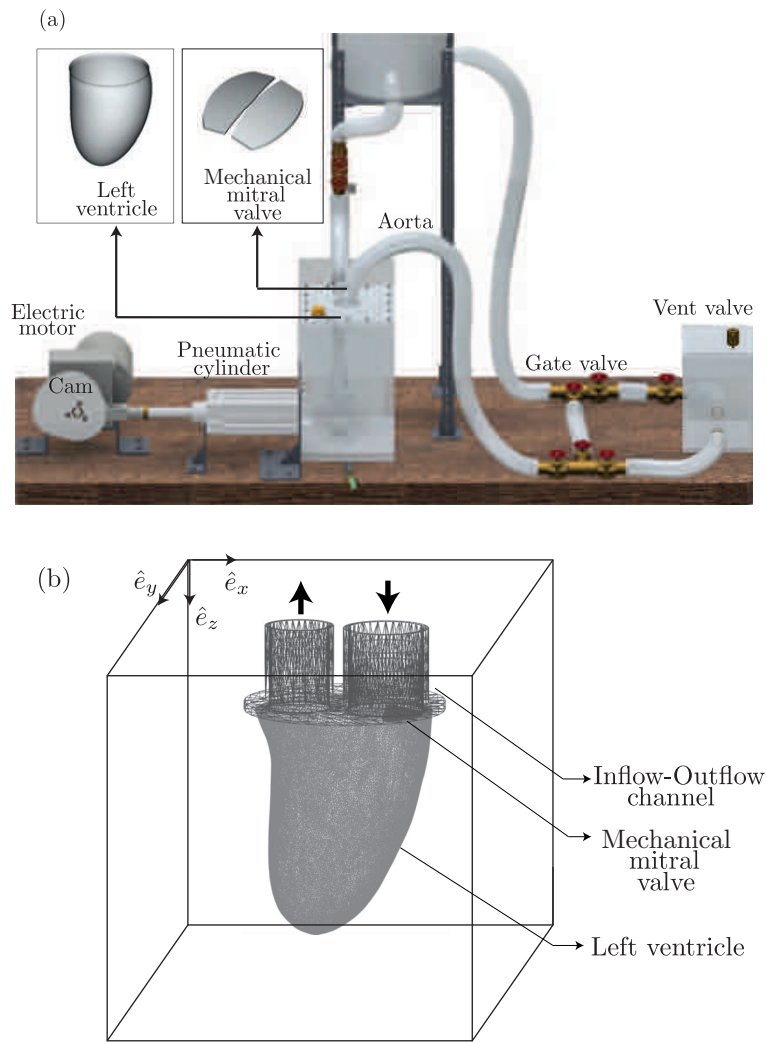 (a)
Left
ventricle
Mechanical
mitral
valve
Aorta
Electric
motor
Cam
Pneumatic
cylinder
Gate valve
Vent valve
(b)
ê_y
ê_x
ê_z
Inflow-Outflow
channel
Mechanical
mitral
valve
Left ventricle